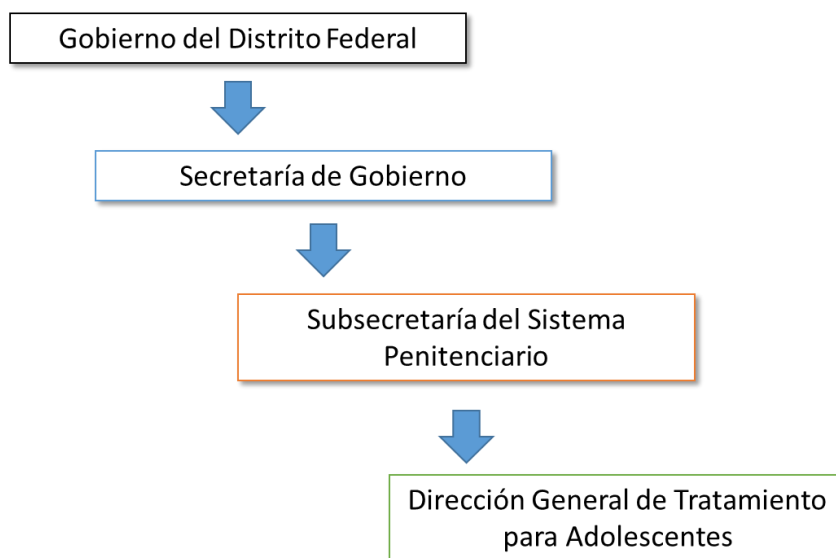 Gobierno del Distrito Federal
Secretaría de Gobierno
Subsecretaría del Sistema
Penitenciario
Dirección General de Tratamiento
para Adolescentes